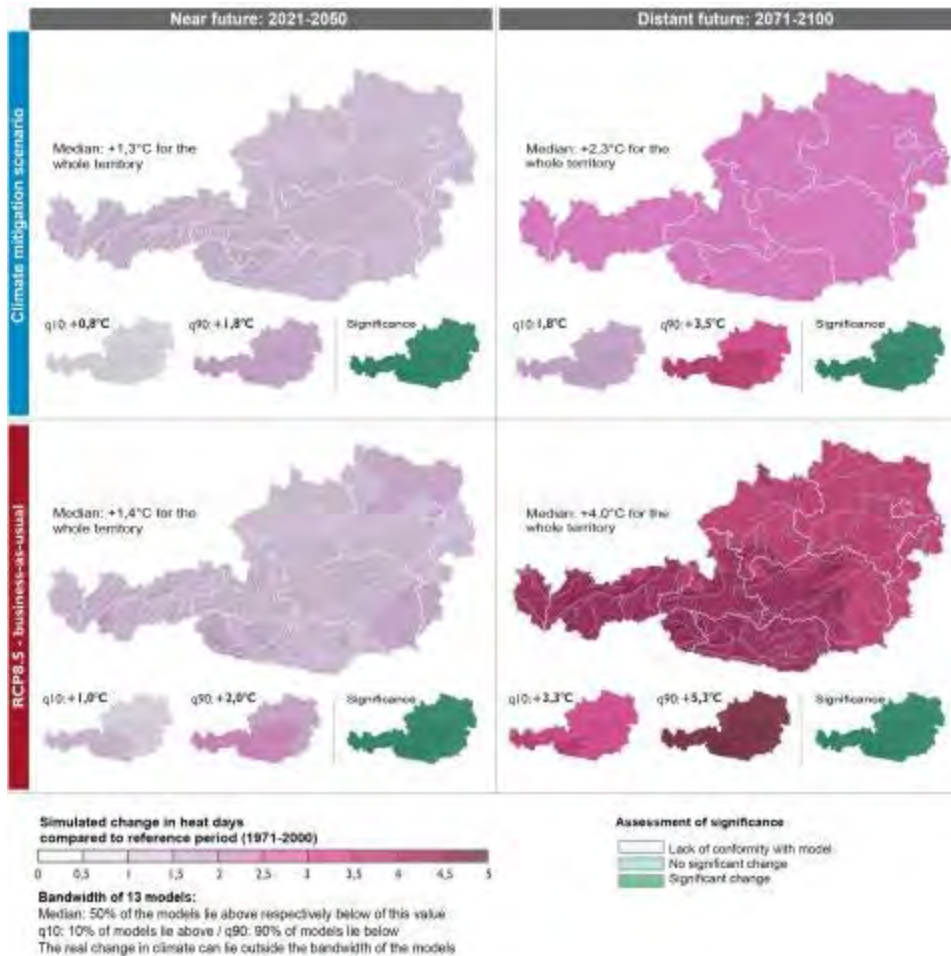 Near future: 2021-2050
Distant future: 2071-2100
Climate mitigation scenario
Median: +1,3°C for the
whole territory
q10: +0,8°C
q90: +1,8°C
Significance
Median: +2,3°C for the
whole territory
q10:1,8°C
q90: +3,5°C
Significance
RCP8.5 - business-as-usual
Median: +1,4°C for the
whole territory
q10:+1,0°C
q90: +2,0°C
Significance
Median: +4,0°C for the
whole territory
q10: +3,3°C
q90: +5,3°C
Significance
Simulated change in heat days
compared to reference period (1971-2000)
0 0,5 1 1,5 2 2,5 3 3,5 4 4,5 5
Bandwidth of 13 models:
Median: 50% of the models lie above respectively below of this value
q10: 10% of models lie above / q90: 90% of models lie below
The real change in climate can lie outside the bandwidth of the models
Assessment of significance
Lack of conformity with model
No significant change
Significant change